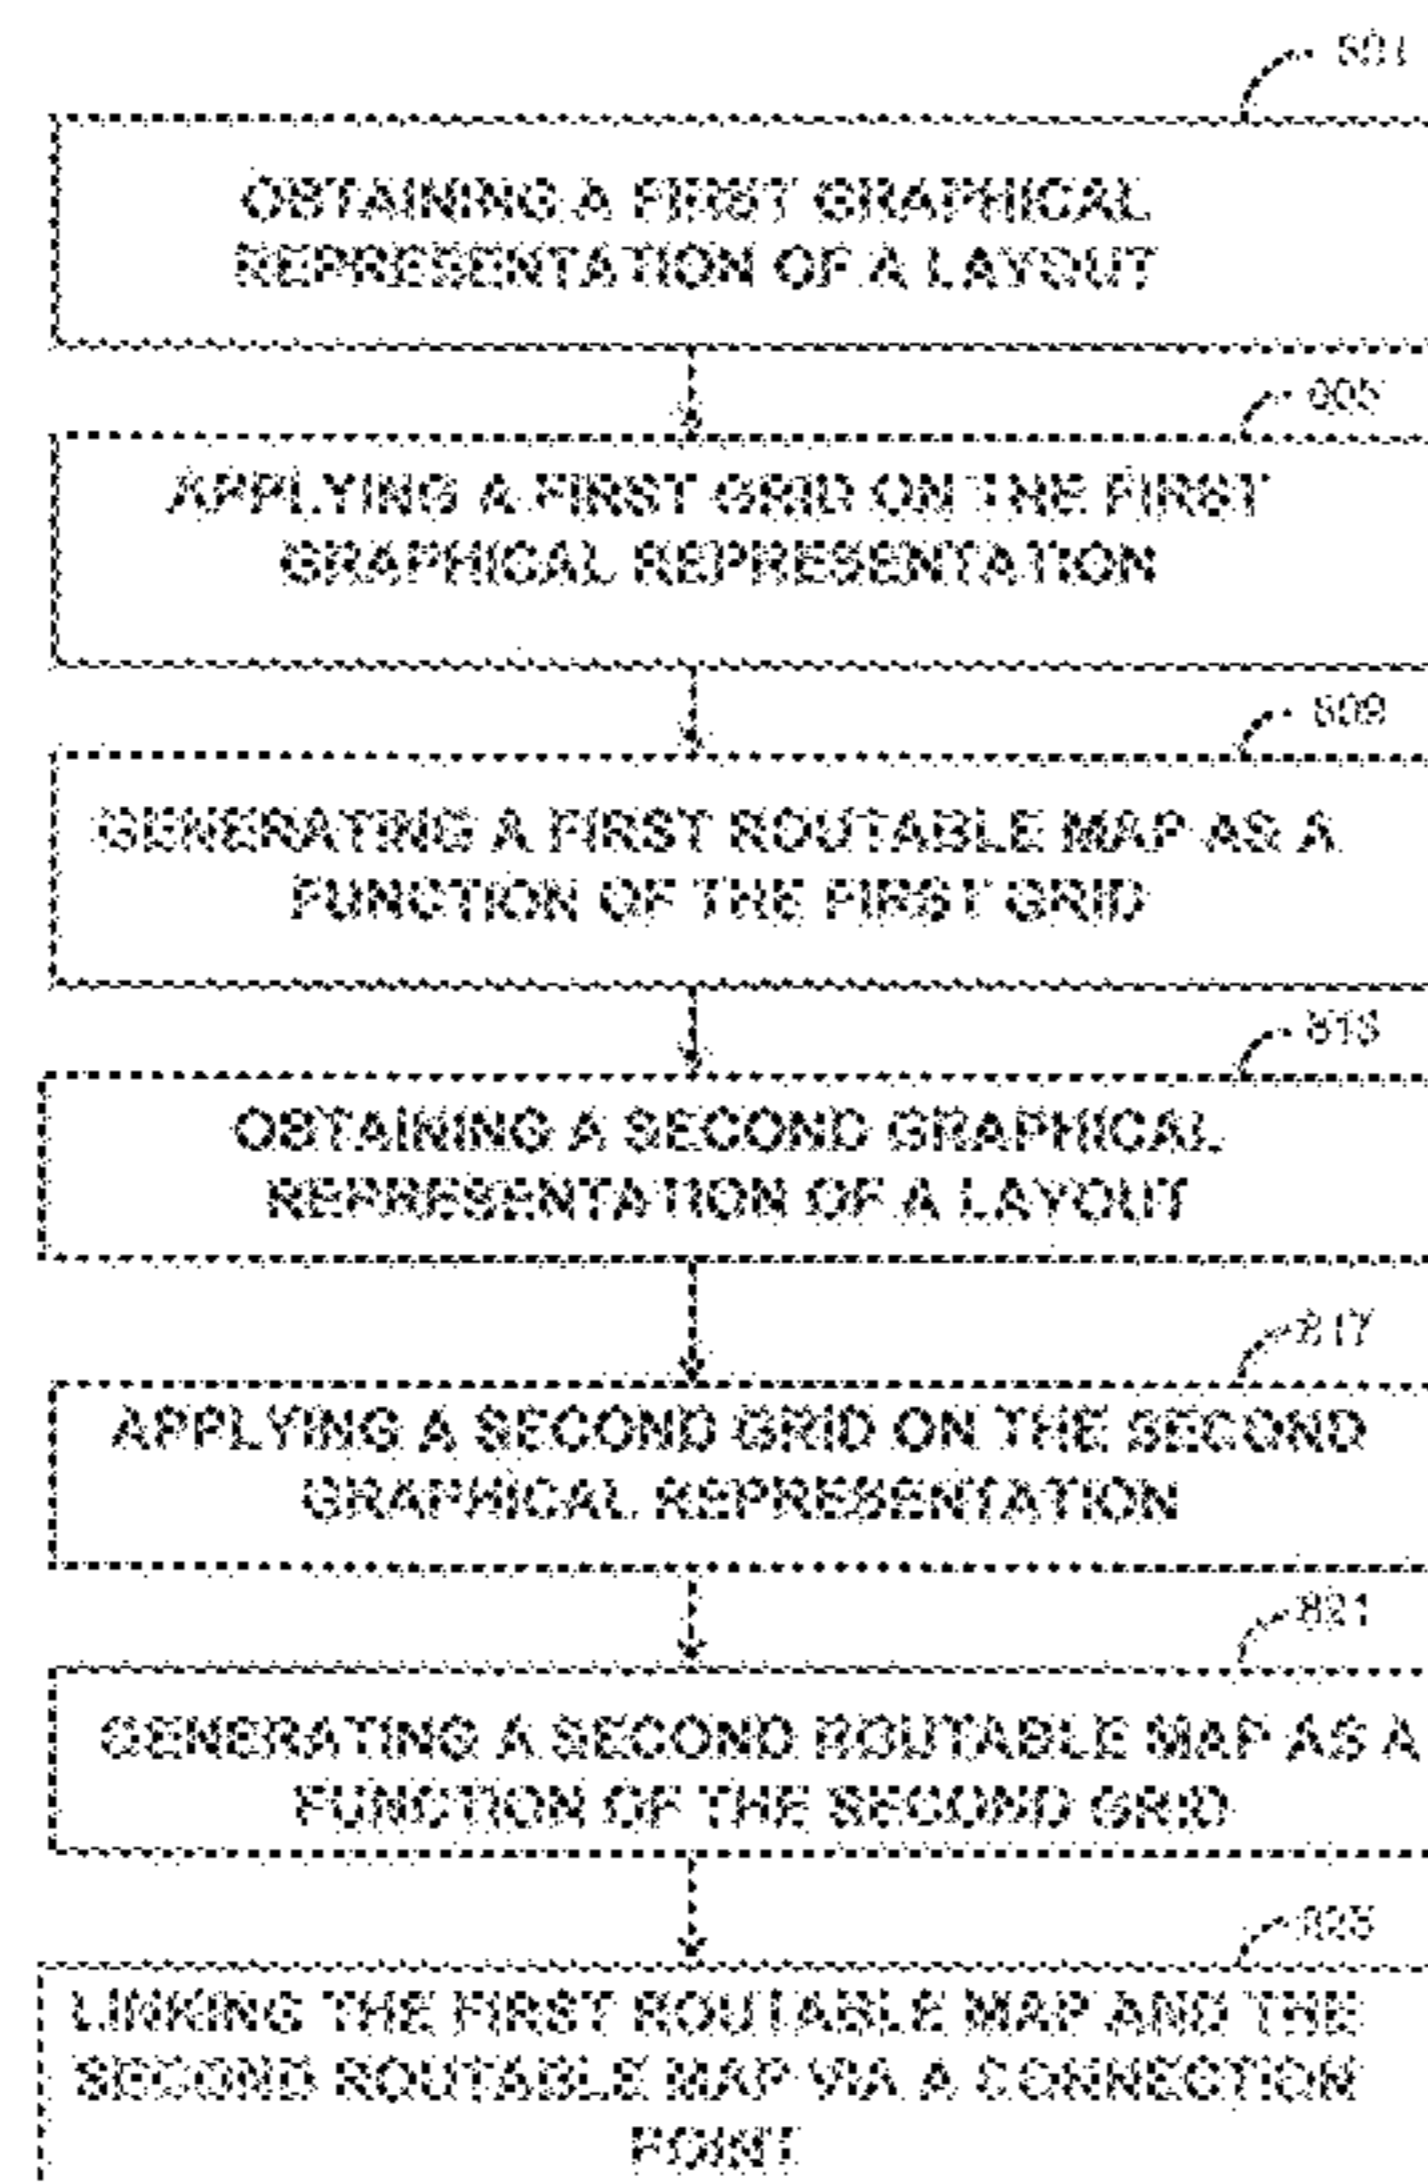 801
OBTAINING A FIRST GRAPHICAL
REPRESENTATION OF A LAYOUT
805
APPLYING A FIRST GRID ON THE FIRST
GRAPHICAL REPRESENTATION
809
GENERATING A FIRST ROUTABLE MAP AS A
FUNCTION OF THE FIRST GRID
813
OBTAINING A SECOND GRAPHICAL
REPRESENTATION OF A LAYOUT
817
APPLYING A SECOND GRID ON THE SECOND
GRAPHICAL REPRESENTATION
821
GENERATING A SECOND ROUTABLE MAP AS A
FUNCTION OF THE SECOND GRID
825
LINKING THE FIRST ROUTABLE MAP AND THE
SECOND ROUTABLE MAP VIA A CONNECTION
POINT